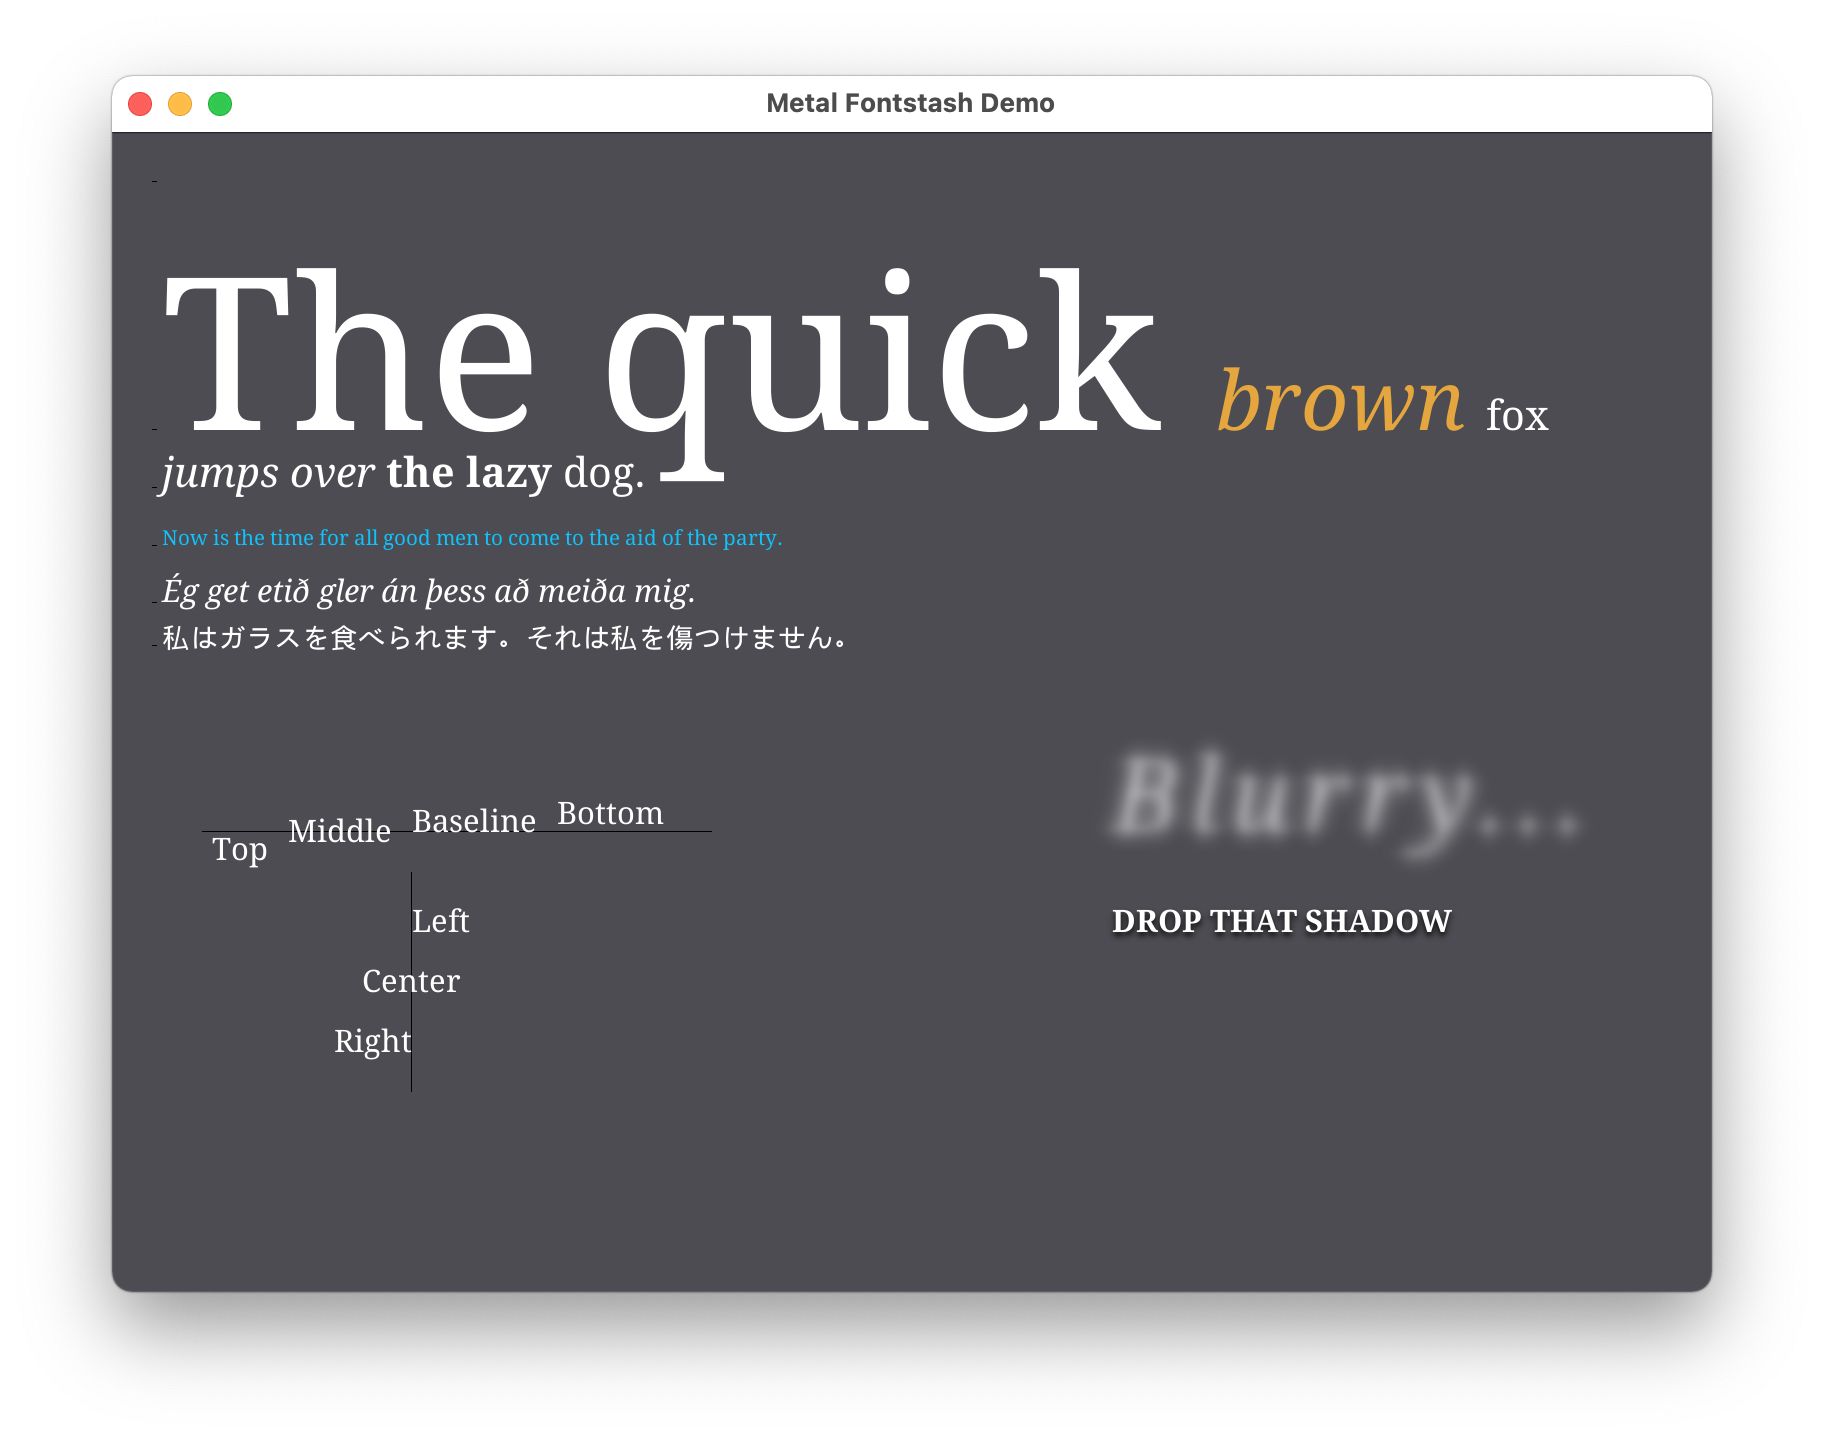 Metal Fontstash Demo
The quick brown fox
jumps over the lazy dog.
Now is the time for all good men to come to the aid of the party.
Ég get etið gler án þess að meiða mig.
私はガラスを食べられます。それは私を傷つけません。
Top Middle Baseline Bottom
Left
Center
Right
Blurry...
DROP THAT SHADOW